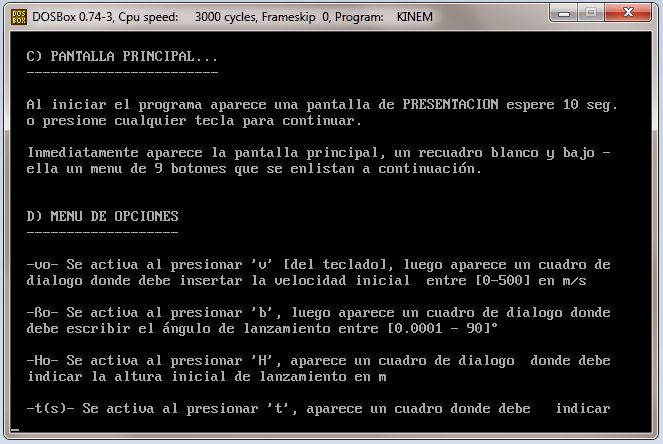 DOSBox 0.74-3, Cpu speed: 3000 cycles, Frameskip 0, Program: KINEM
C) PANTALLA PRINCIPAL...
------------------------
Al iniciar el programa aparece una pantalla de PRESENTACION espere 10 seg.
o presione cualquier tecla para continuar.
Inmediatamente aparece la pantalla principal, un recuadro blanco y bajo -
ella un menu de 9 botones que se enlistan a continuación.
D) MENU DE OPCIONES
-------------------
-vo- Se activa al presionar 'v' [del teclado], luego aparece un cuadro de
dialogo donde debe insertar la velocidad inicial  entre [0-500] en m/s
-ßo- Se activa al presionar 'b', luego aparece un cuadro de dialogo donde
debe escribir el ángulo de lanzamiento entre [0.0001 - 90]°
-Ho- Se activa al presionar 'H', aparece un cuadro de dialogo  donde debe
indicar la altura inicial de lanzamiento en m
-t(s)- Se activa al presionar 't', aparece un cuadro donde debe   indicar